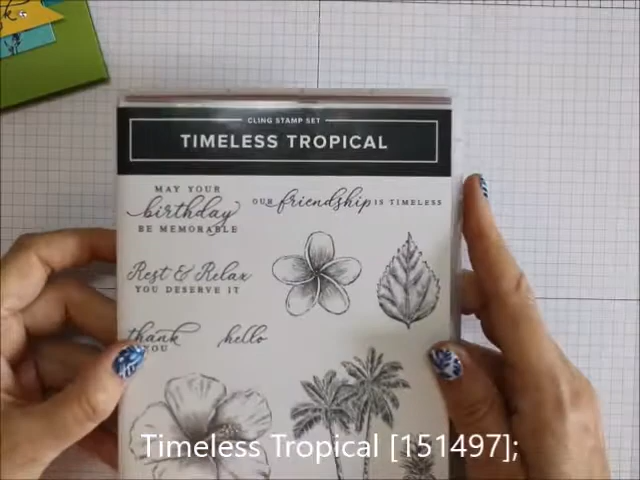 CLING STAMP SET
TIMELESS TROPICAL
MAY YOUR
birthday
BE MEMORABLE
OUR friendship IS TIMELESS
Rest & Relax
YOU DESERVE IT
thank
YOU
hello
Timeless Tropical [151497];